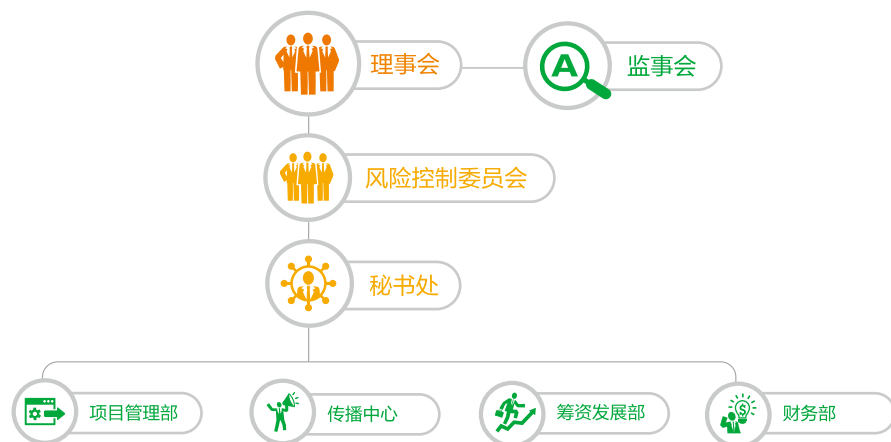 理事会
A
监事会
风险控制委员会
秘书处
项目管理部
传播中心
筹资发展部
$
财务部